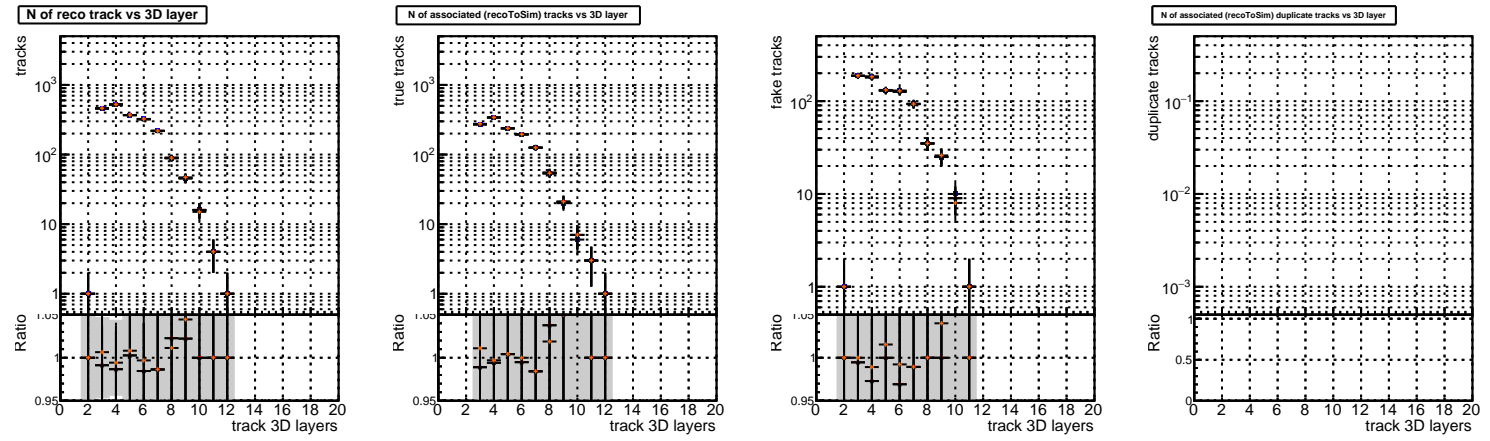 N of reco track vs 3D layer
tracks
10³
10²
10
1
Ratio
1.05
1
0.95
0 2 4 6 8 10 12 14 16 18 20
track 3D layers
N of associated (recoToSim) tracks vs 3D layer
true tracks
10³
10²
10
1
Ratio
1.05
1
0.95
0 2 4 6 8 10 12 14 16 18 20
track 3D layers
fake tracks
10²
10
1
Ratio
1.05
1
0.95
0 2 4 6 8 10 12 14 16 18 20
track 3D layers
N of associated (recoToSim) duplicate tracks vs 3D layer
duplicate tracks
10⁻¹
10⁻²
10⁻³
Ratio
1
0.5
0
0 2 4 6 8 10 12 14 16 18 20
track 3D layers